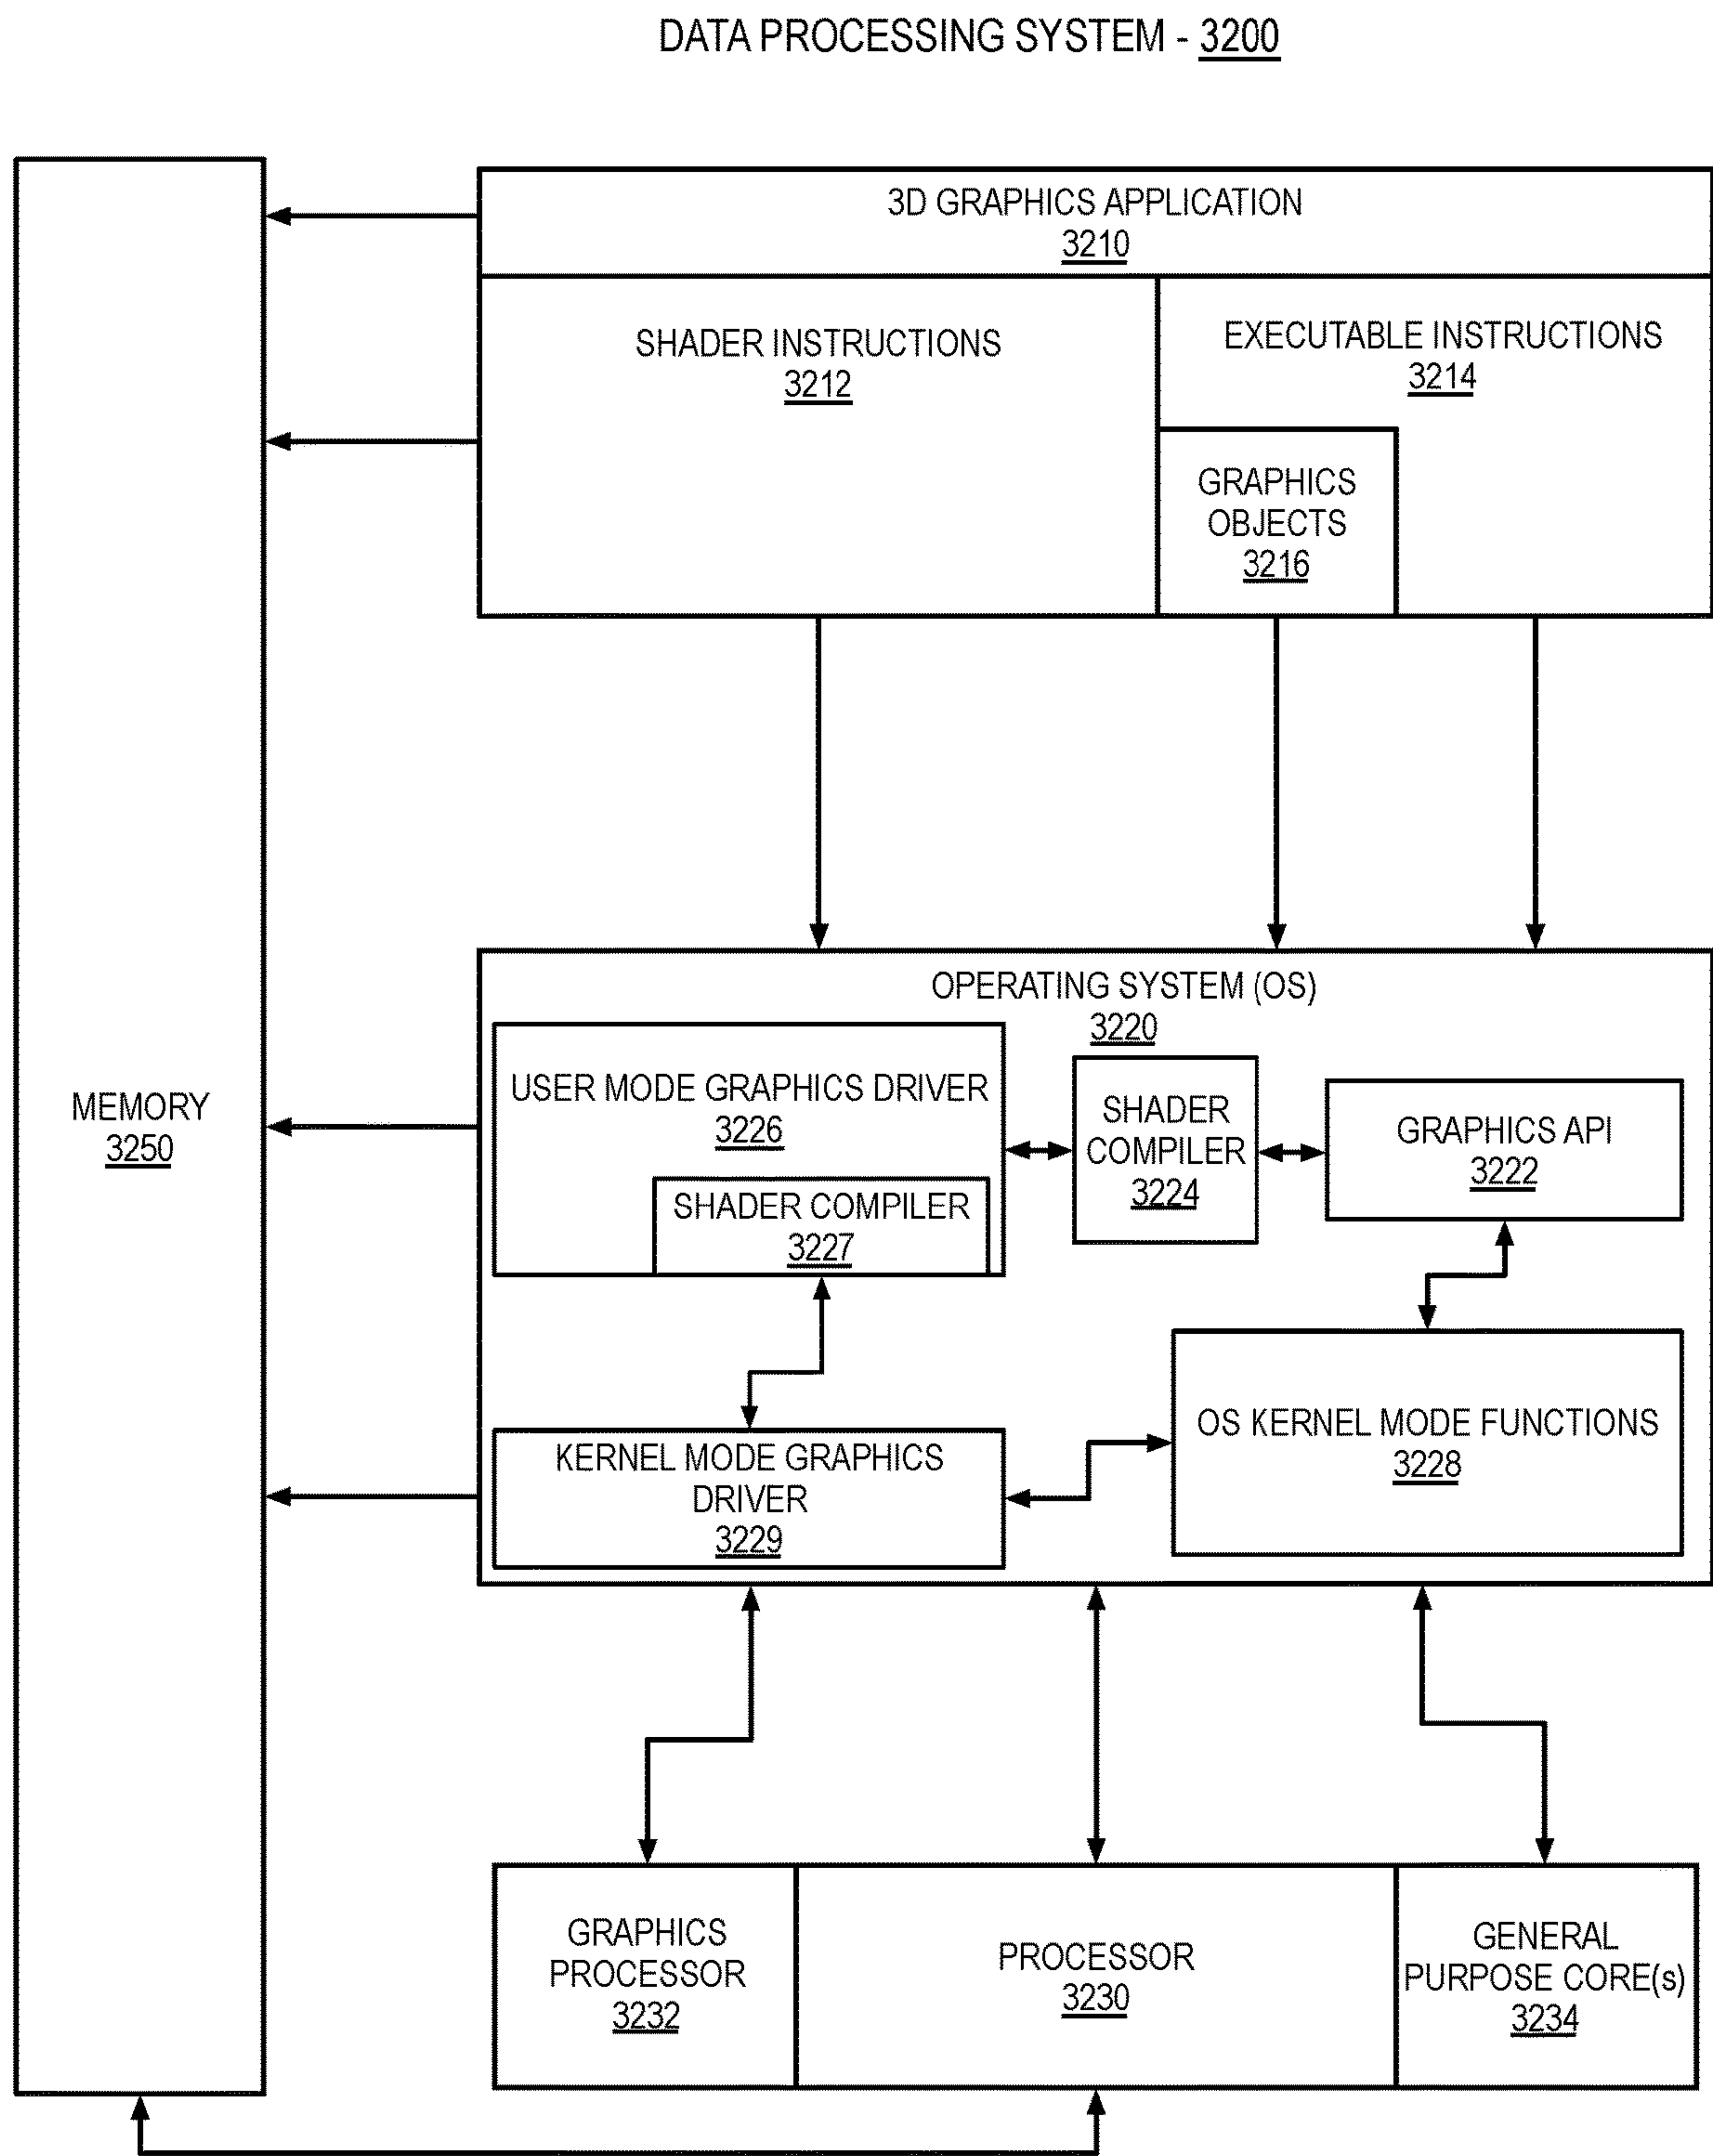 DATA PROCESSING SYSTEM - 3200
3D GRAPHICS APPLICATION
3210
SHADER INSTRUCTIONS
3212
EXECUTABLE INSTRUCTIONS
3214
GRAPHICS
OBJECTS
3216
MEMORY
3250
OPERATING SYSTEM (OS)
3220
USER MODE GRAPHICS DRIVER
3226
SHADER COMPILER
3227
SHADER
COMPILER
3224
GRAPHICS API
3222
KERNEL MODE GRAPHICS
DRIVER
3229
OS KERNEL MODE FUNCTIONS
3228
GRAPHICS
PROCESSOR
3232
PROCESSOR
3230
GENERAL
PURPOSE CORE(s)
3234